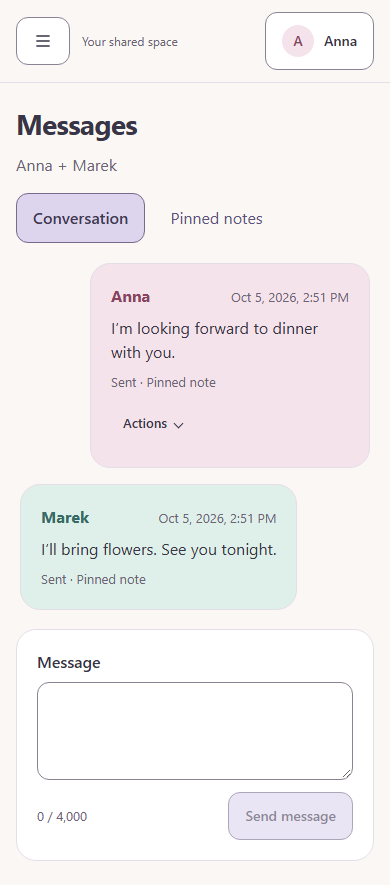 Your shared space
A
Anna
Messages
Anna + Marek
Conversation
Pinned notes
Anna
Oct 5, 2026, 2:51 PM
I’m looking forward to dinner
with you.
Sent · Pinned note
Actions
Marek
Oct 5, 2026, 2:51 PM
I’ll bring flowers. See you tonight.
Sent · Pinned note
Message
0 / 4,000
Send message